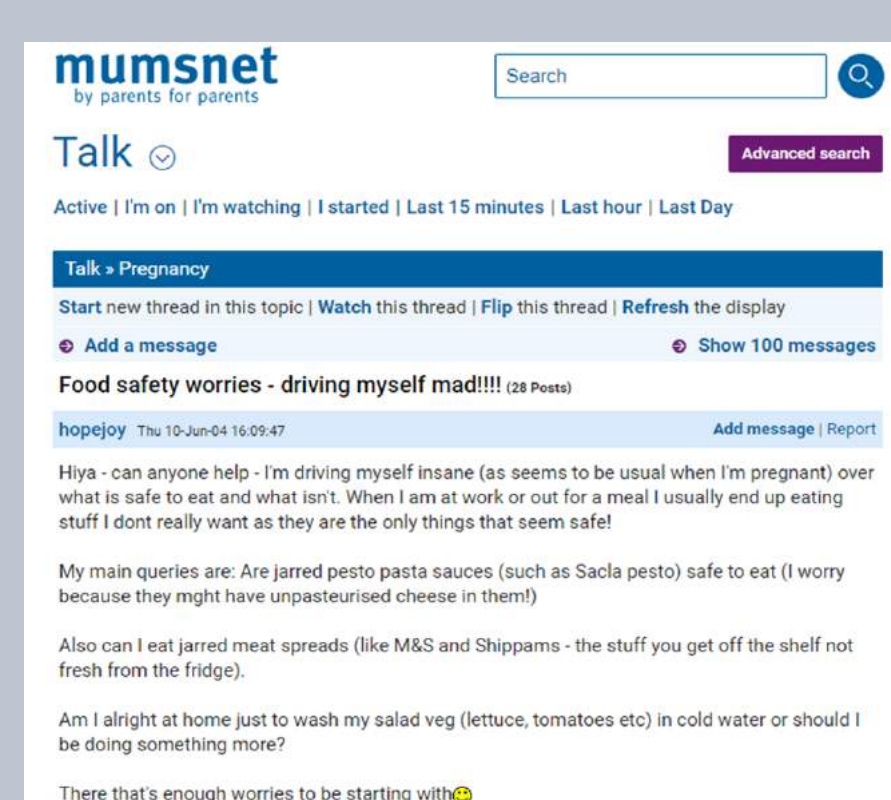 mumsnet
by parents for parents
Search
Talk
Advanced search
Active | I'm on | I'm watching | I started | Last 15 minutes | Last hour | Last Day
Talk » Pregnancy
Start new thread in this topic | Watch this thread | Flip this thread | Refresh the display
Add a message Show 100 messages
Food safety worries - driving myself mad!!!! (28 Posts)
hopejoy Thu 10-Jun-04 16:09:47 Add message | Report
Hiya - can anyone help - I'm driving myself insane (as seems to be usual when I'm pregnant) over
what is safe to eat and what isn't. When I am at work or out for a meal I usually end up eating
stuff I dont really want as they are the only things that seem safe!
My main queries are: Are jarred pesto pasta sauces (such as Sacla pesto) safe to eat (I worry
because they mght have unpasteurised cheese in them!)
Also can I eat jarred meat spreads (like M&S and Shippams - the stuff you get off the shelf not
fresh from the fridge).
Am I alright at home just to wash my salad veg (lettuce, tomatoes etc) in cold water or should I
be doing something more?
There that's enough worries to be starting with